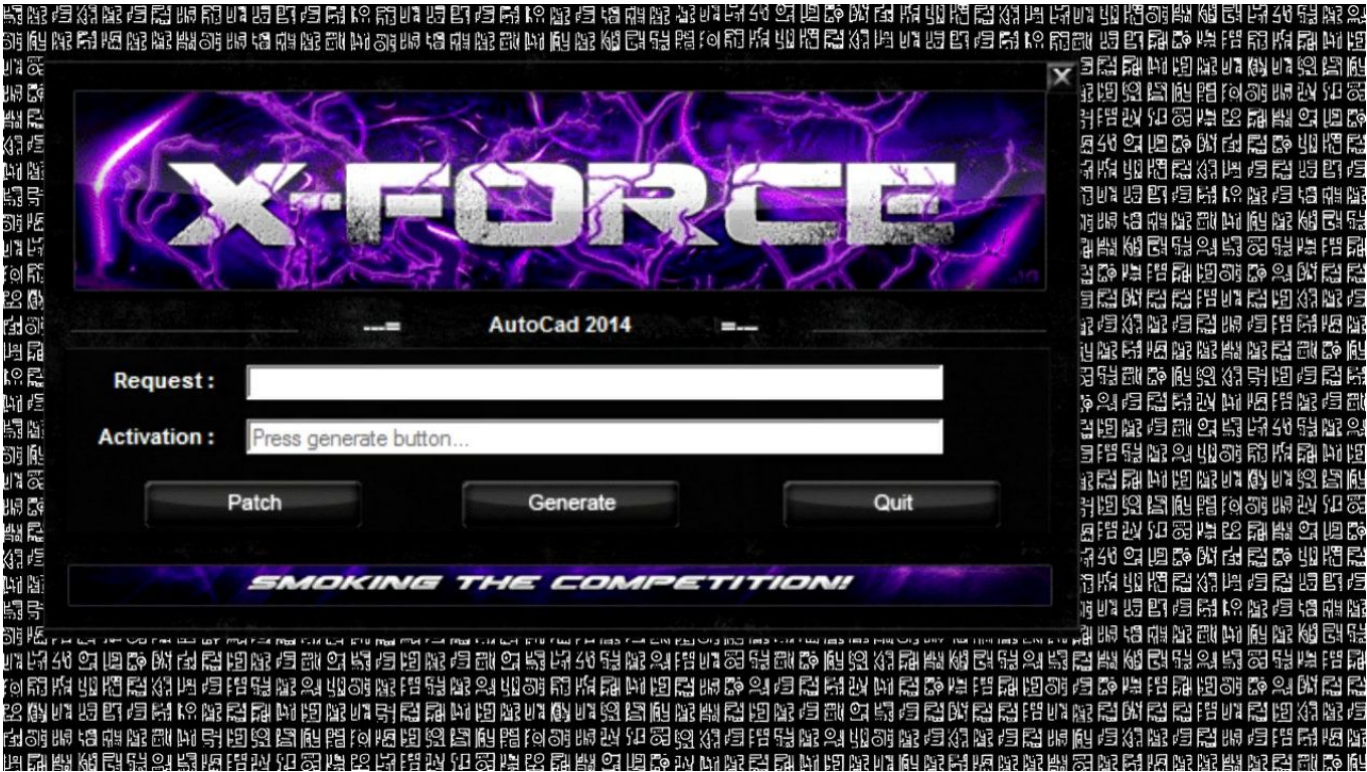 X
X-FORCE
---= AutoCad 2014 =---
Request :
Activation : Press generate button...
Patch Generate Quit
SMOKING THE COMPETITION!